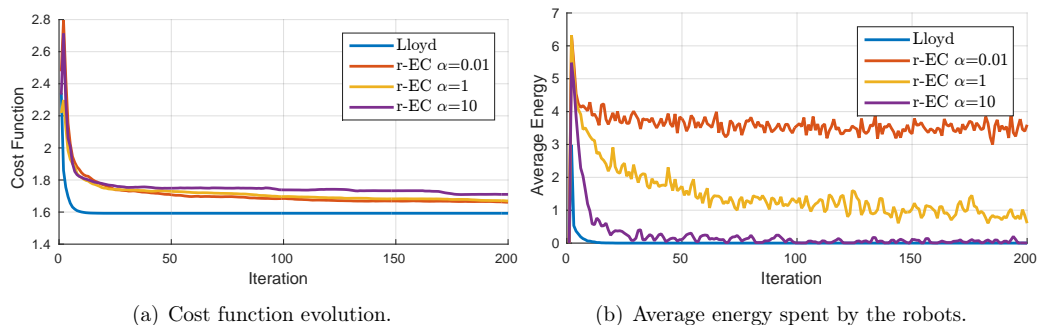 2.8
2.6
2.4
2.2
2
1.8
1.6
1.4
Cost Function
0
50
100
150
200
Iteration
Lloyd
r-EC α=0.01
r-EC α=1
r-EC α=10
(a) Cost function evolution.
7
6
5
4
3
2
1
0
Average Energy
0
50
100
150
200
Iteration
Lloyd
r-EC α=0.01
r-EC α=1
r-EC α=10
(b) Average energy spent by the robots.